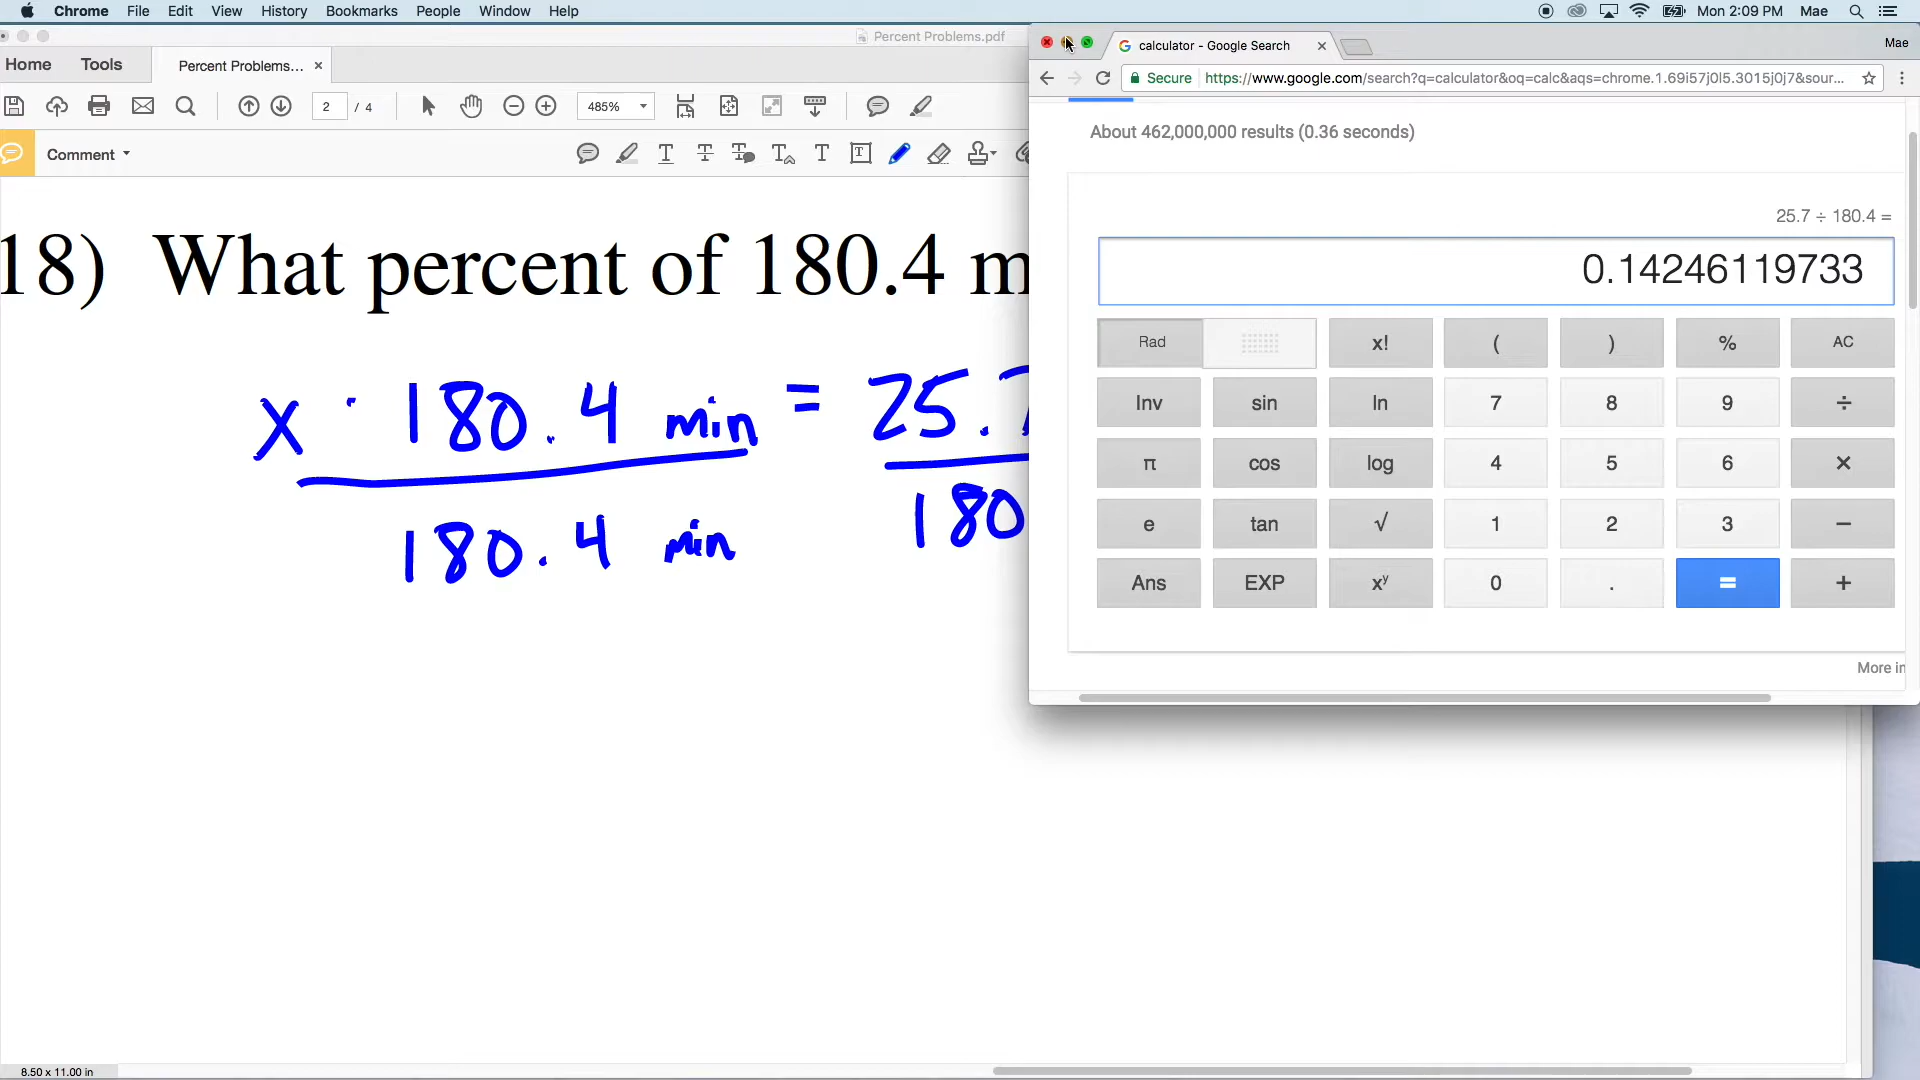 Chrome File Edit View History Bookmarks People Window Help Mon 2:09 PM Mae
Percent Problems.pdf
Home Tools Percent Problems... ×
2 / 4 485%
Comment
calculator - Google Search × Mae
Secure https://www.google.com/search?q=calculator&oq=calc&aqs=chrome.1.69i57j0l5.3015j0j7&sour...
About 462,000,000 results (0.36 seconds)
25.7 ÷ 180.4 =
0.14246119733
Rad x! ( ) % AC
Inv sin ln 7 8 9 ÷
π cos log 4 5 6 ×
e tan √ 1 2 3 −
Ans EXP xʸ 0 . = +
More in
18) What percent of 180.4 m
x · 180.4 min = 25.7
180.4 min 180
8.50 x 11.00 in